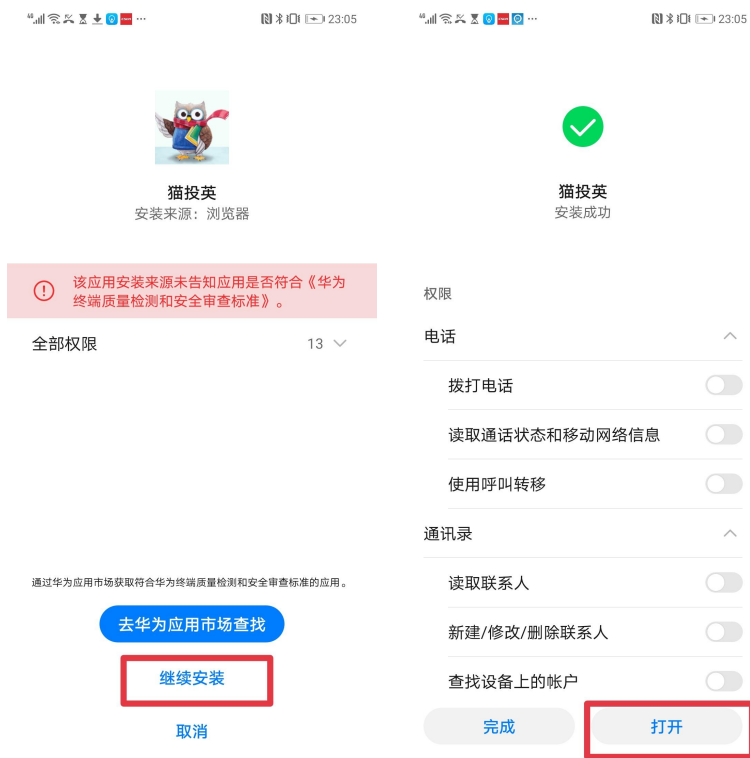 23:05
猫投英
安装来源：浏览器
该应用安装来源未告知应用是否符合《华为
终端质量检测和安全审查标准》。
全部权限
13
通过华为应用市场获取符合华为终端质量检测和安全审查标准的应用。
去华为应用市场查找
继续安装
取消
23:05
猫投英
安装成功
权限
电话
拨打电话
读取通话状态和移动网络信息
使用呼叫转移
通讯录
读取联系人
新建/修改/删除联系人
查找设备上的帐户
完成
打开